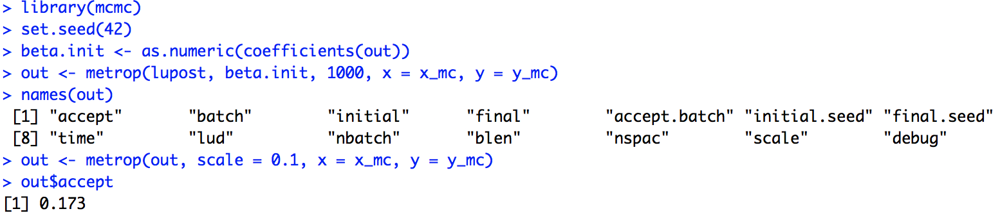 > library(mcmc)
> set.seed(42)
> beta.init <- as.numeric(coefficients(out))
> out <- metrop(lupost, beta.init, 1000, x = x_mc, y = y_mc)
> names(out)
 [1] "accept"       "batch"        "initial"      "final"        "accept.batch" "initial.seed" "final.seed"
 [8] "time"         "lud"          "nbatch"       "blen"         "nspac"        "scale"        "debug"
> out <- metrop(out, scale = 0.1, x = x_mc, y = y_mc)
> out$accept
[1] 0.173